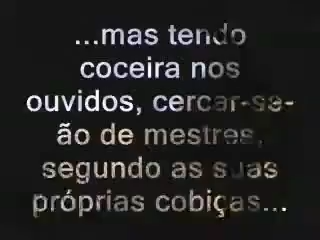 ...mas tendo
coceira nos
ouvidos, cercar-se-
ão de mestres,
segundo as suas
próprias cobiças...